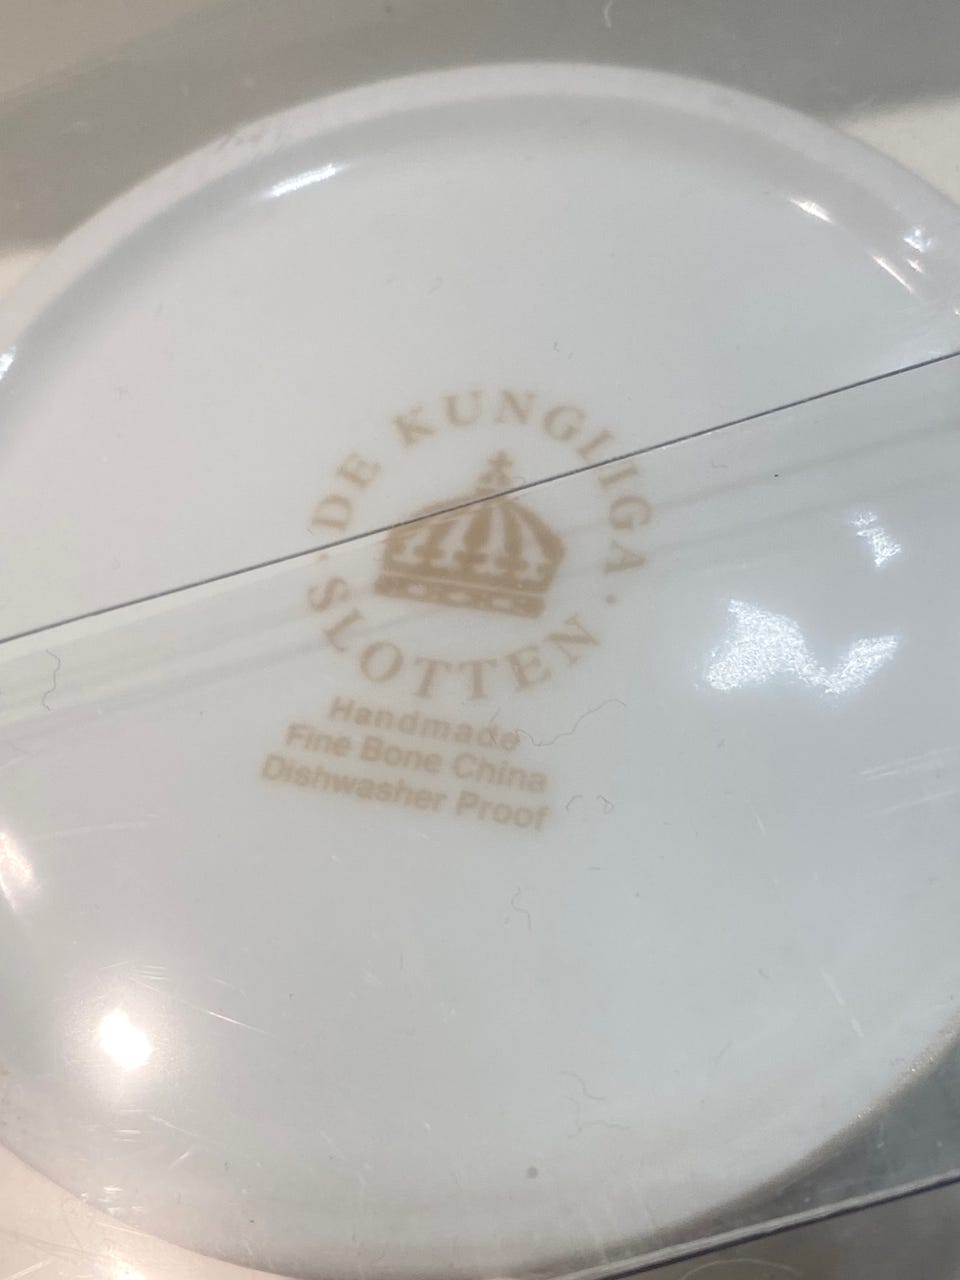 · DE KUNGLIGA ·
SLOTTEN
Handmade
Fine Bone China
Dishwasher Proof